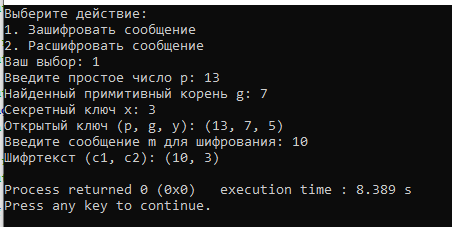 Выберите действие:
1. Зашифровать сообщение
2. Расшифровать сообщение
Ваш выбор: 1
Введите простое число p: 13
Найденный примитивный корень g: 7
Секретный ключ x: 3
Открытый ключ (p, g, y): (13, 7, 5)
Введите сообщение m для шифрования: 10
Шифртекст (c1, c2): (10, 3)
Process returned 0 (0x0)   execution time : 8.389 s
Press any key to continue.